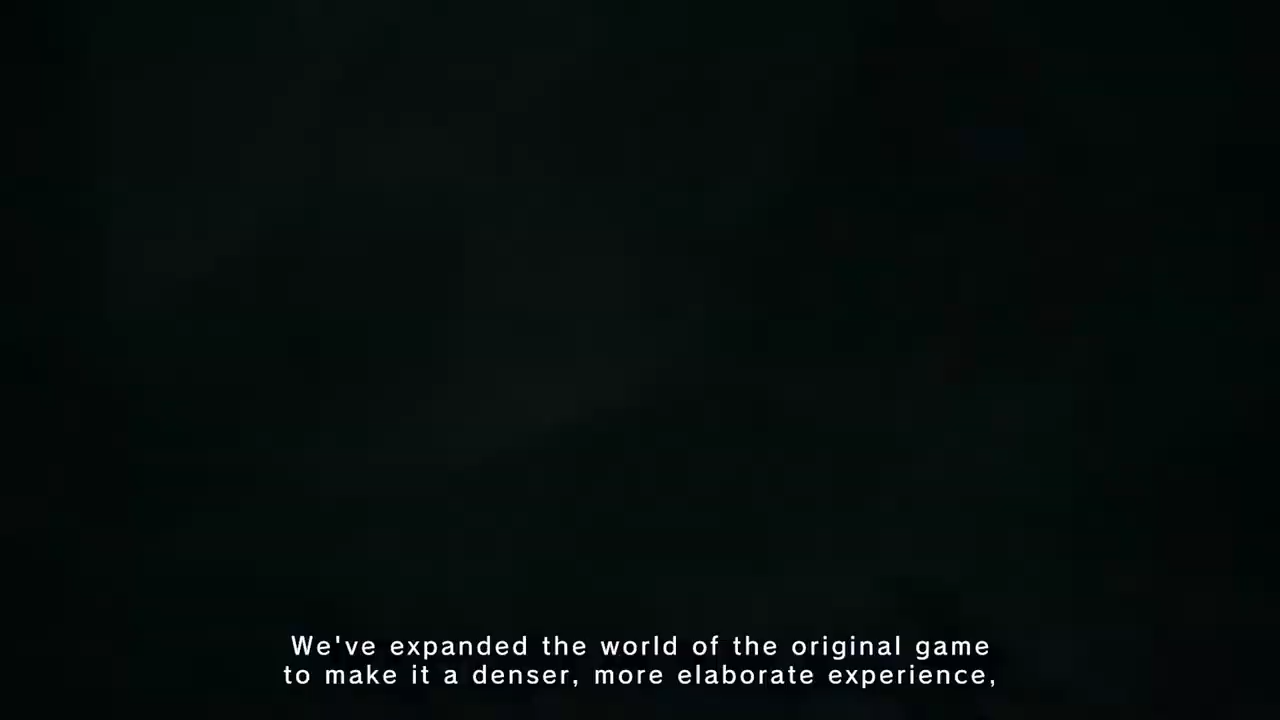 We've expanded the world of the original game
to make it a denser, more elaborate experience,